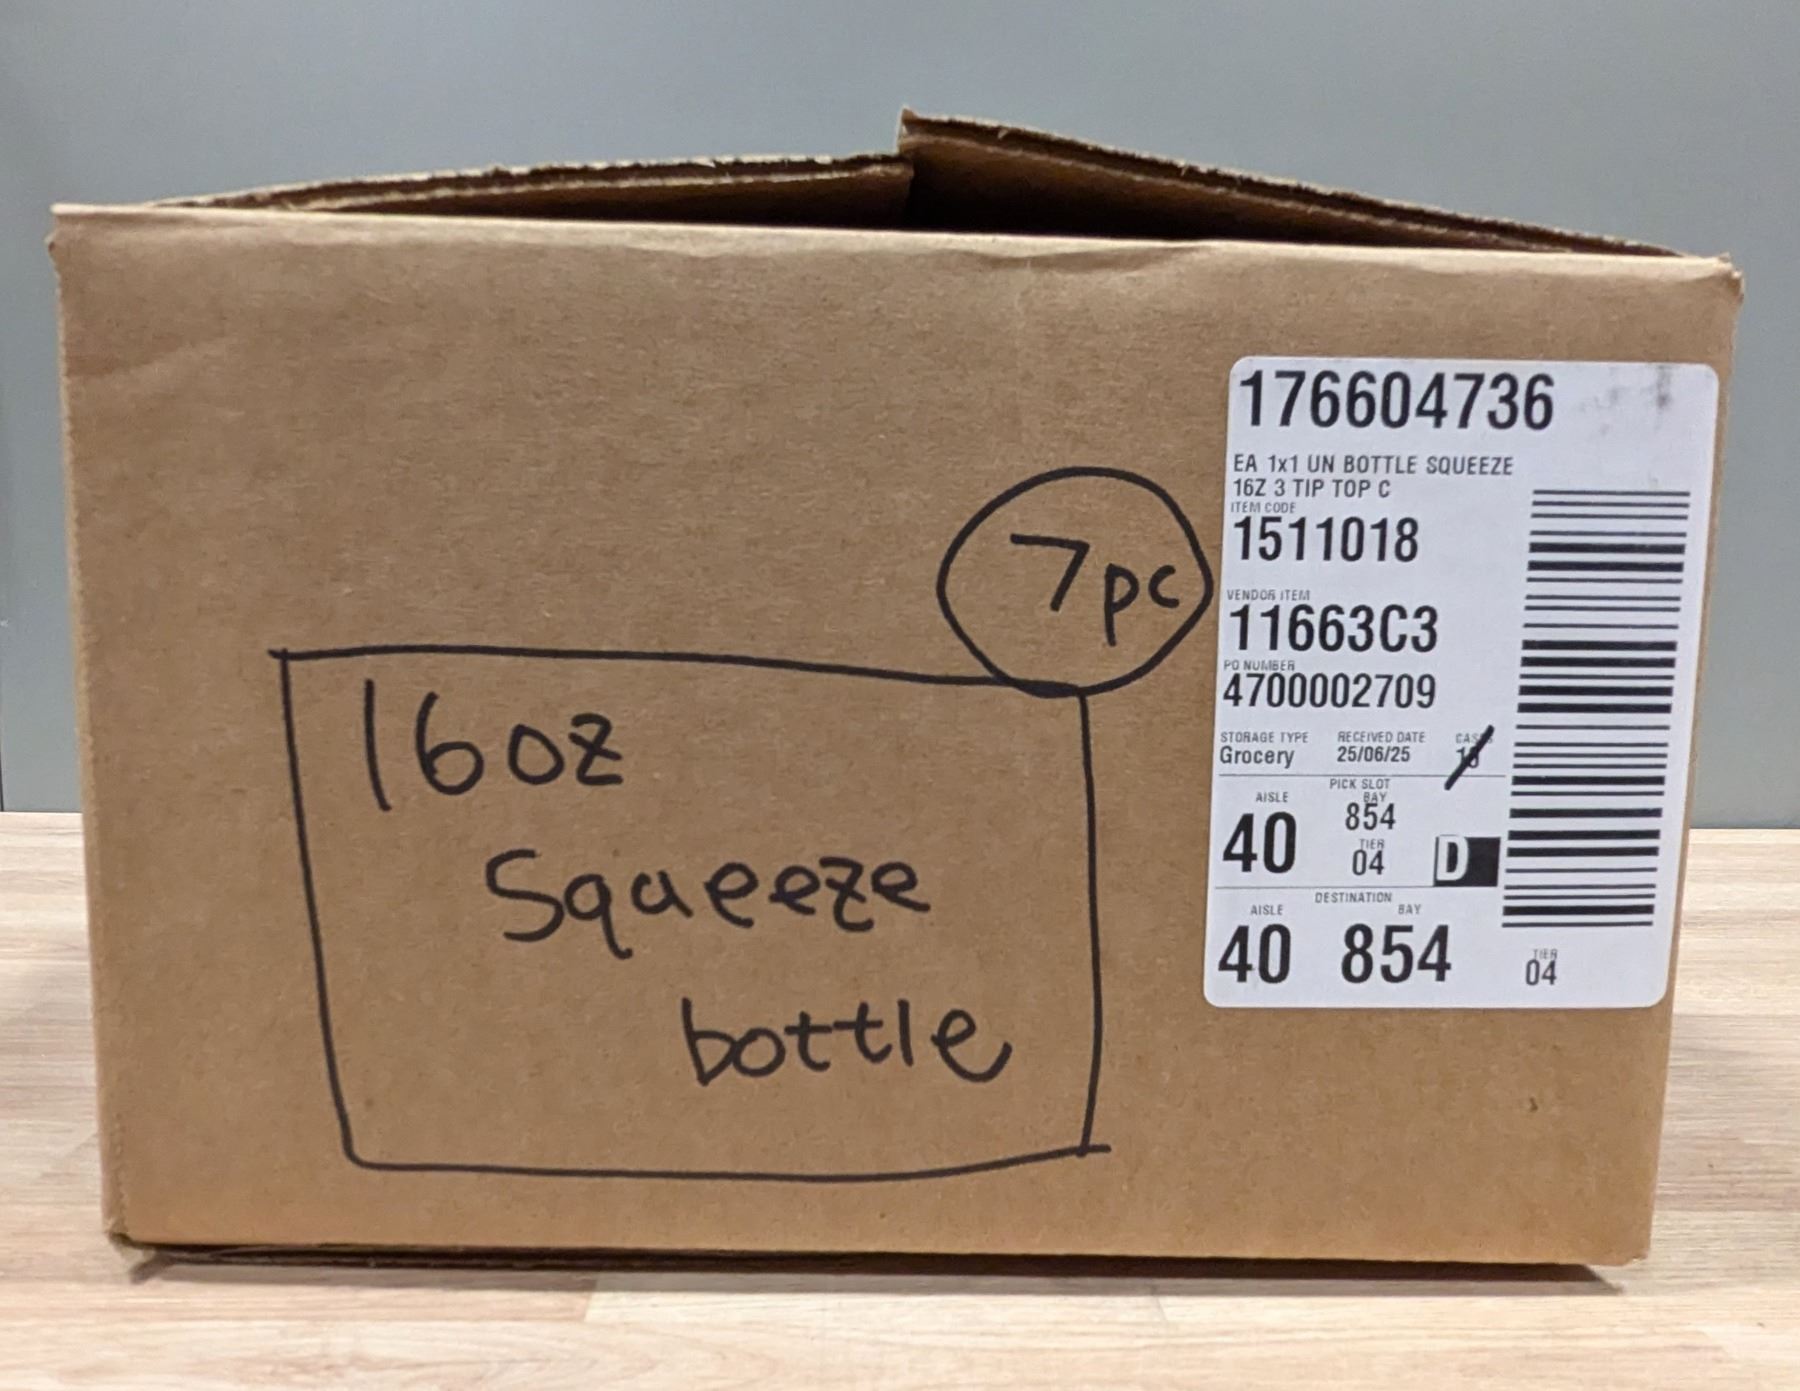 7pc
16oz
Squeeze
bottle
176604736
EA 1x1 UN BOTTLE SQUEEZE
16Z 3 TIP TOP C
ITEM CODE
1511018
VENDOR ITEM
11663C3
PO NUMBER
4700002709
STORAGE TYPE RECEIVED DATE
Grocery 25/06/25
PICK SLOT
AISLE BAY
40 854
TIER
04
D
DESTINATION
AISLE BAY
40 854
TIER
04